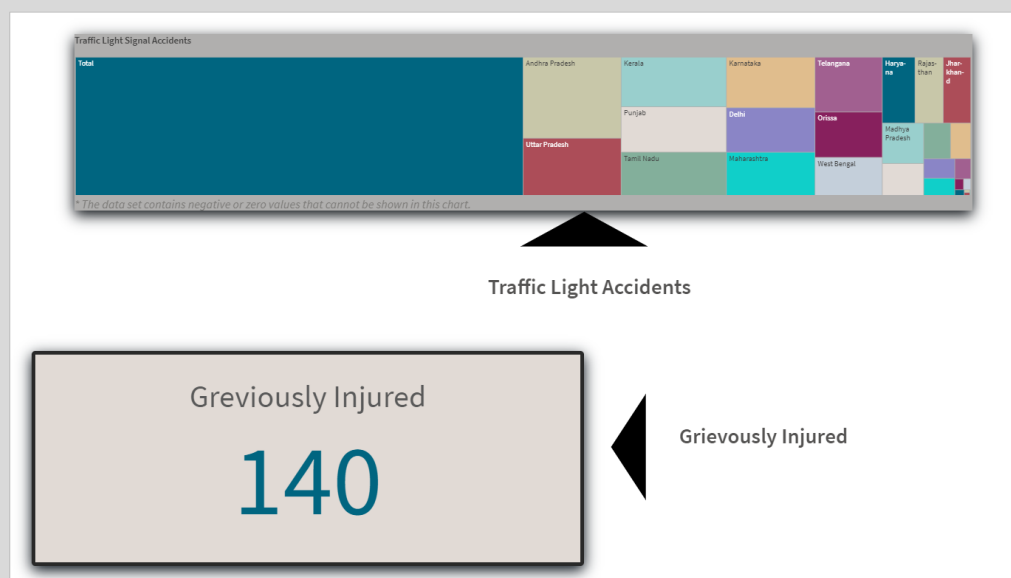 Traffic Light Signal Accidents
Total
Andhra Pradesh
Uttar Pradesh
Kerala
Punjab
Tamil Nadu
Karnataka
Delhi
Maharashtra
Telangana
Orissa
West Bengal
Harya-
na
Rajas-
than
Jhar-
khan-
d
Madhya
Pradesh
* The data set contains negative or zero values that cannot be shown in this chart.
Traffic Light Accidents
Greviously Injured
140
Grievously Injured